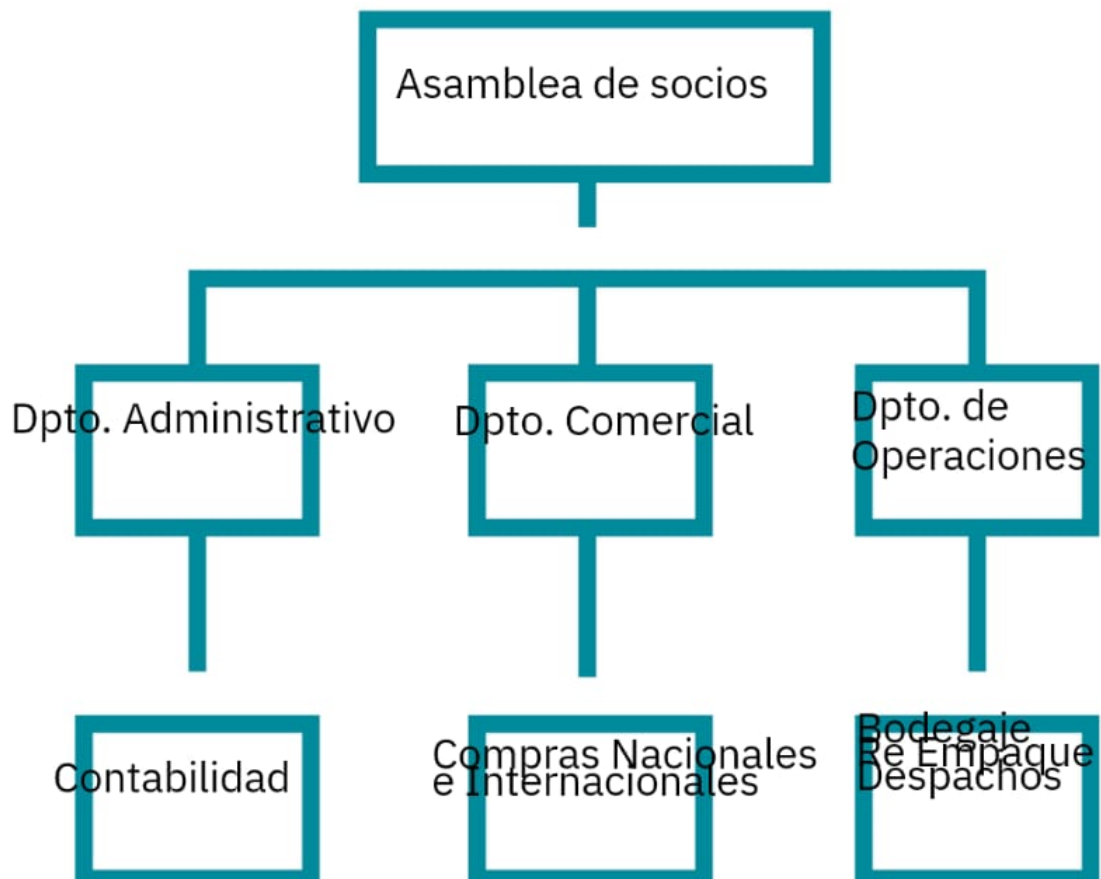 Asamblea de socios
Dpto. Administrativo
Dpto. Comercial
Dpto. de
Operaciones
Contabilidad
Compras Nacionales
e Internacionales
Bodegaje
Re Empaque
Despachos